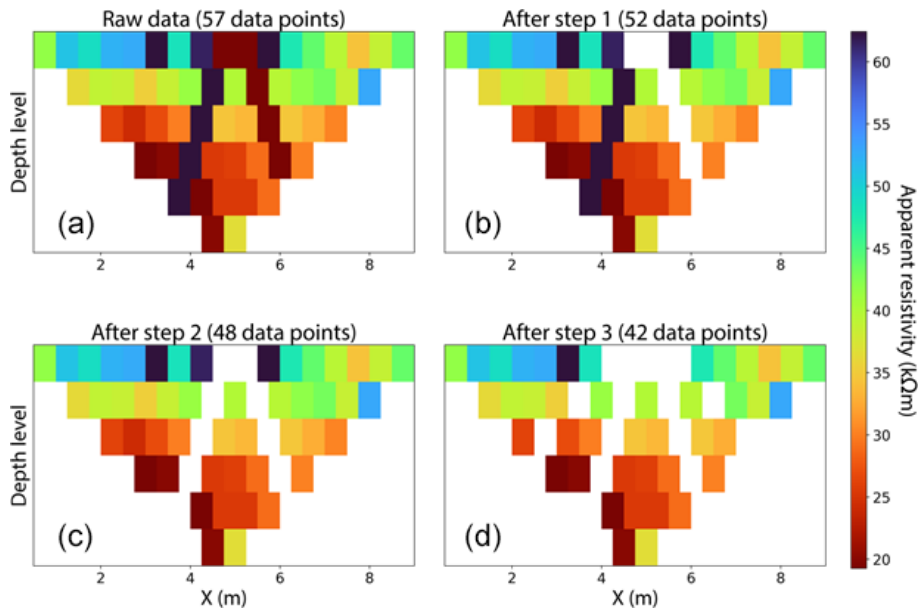 Raw data (57 data points)
After step 1 (52 data points)
Depth level
(a)
(b)
2 4 6 8
2 4 6 8
After step 2 (48 data points)
After step 3 (42 data points)
Depth level
(c)
(d)
2 4 6 8
2 4 6 8
X (m)
X (m)
60
55
50
45
40
35
30
25
20
Apparent resistivity (kΩm)